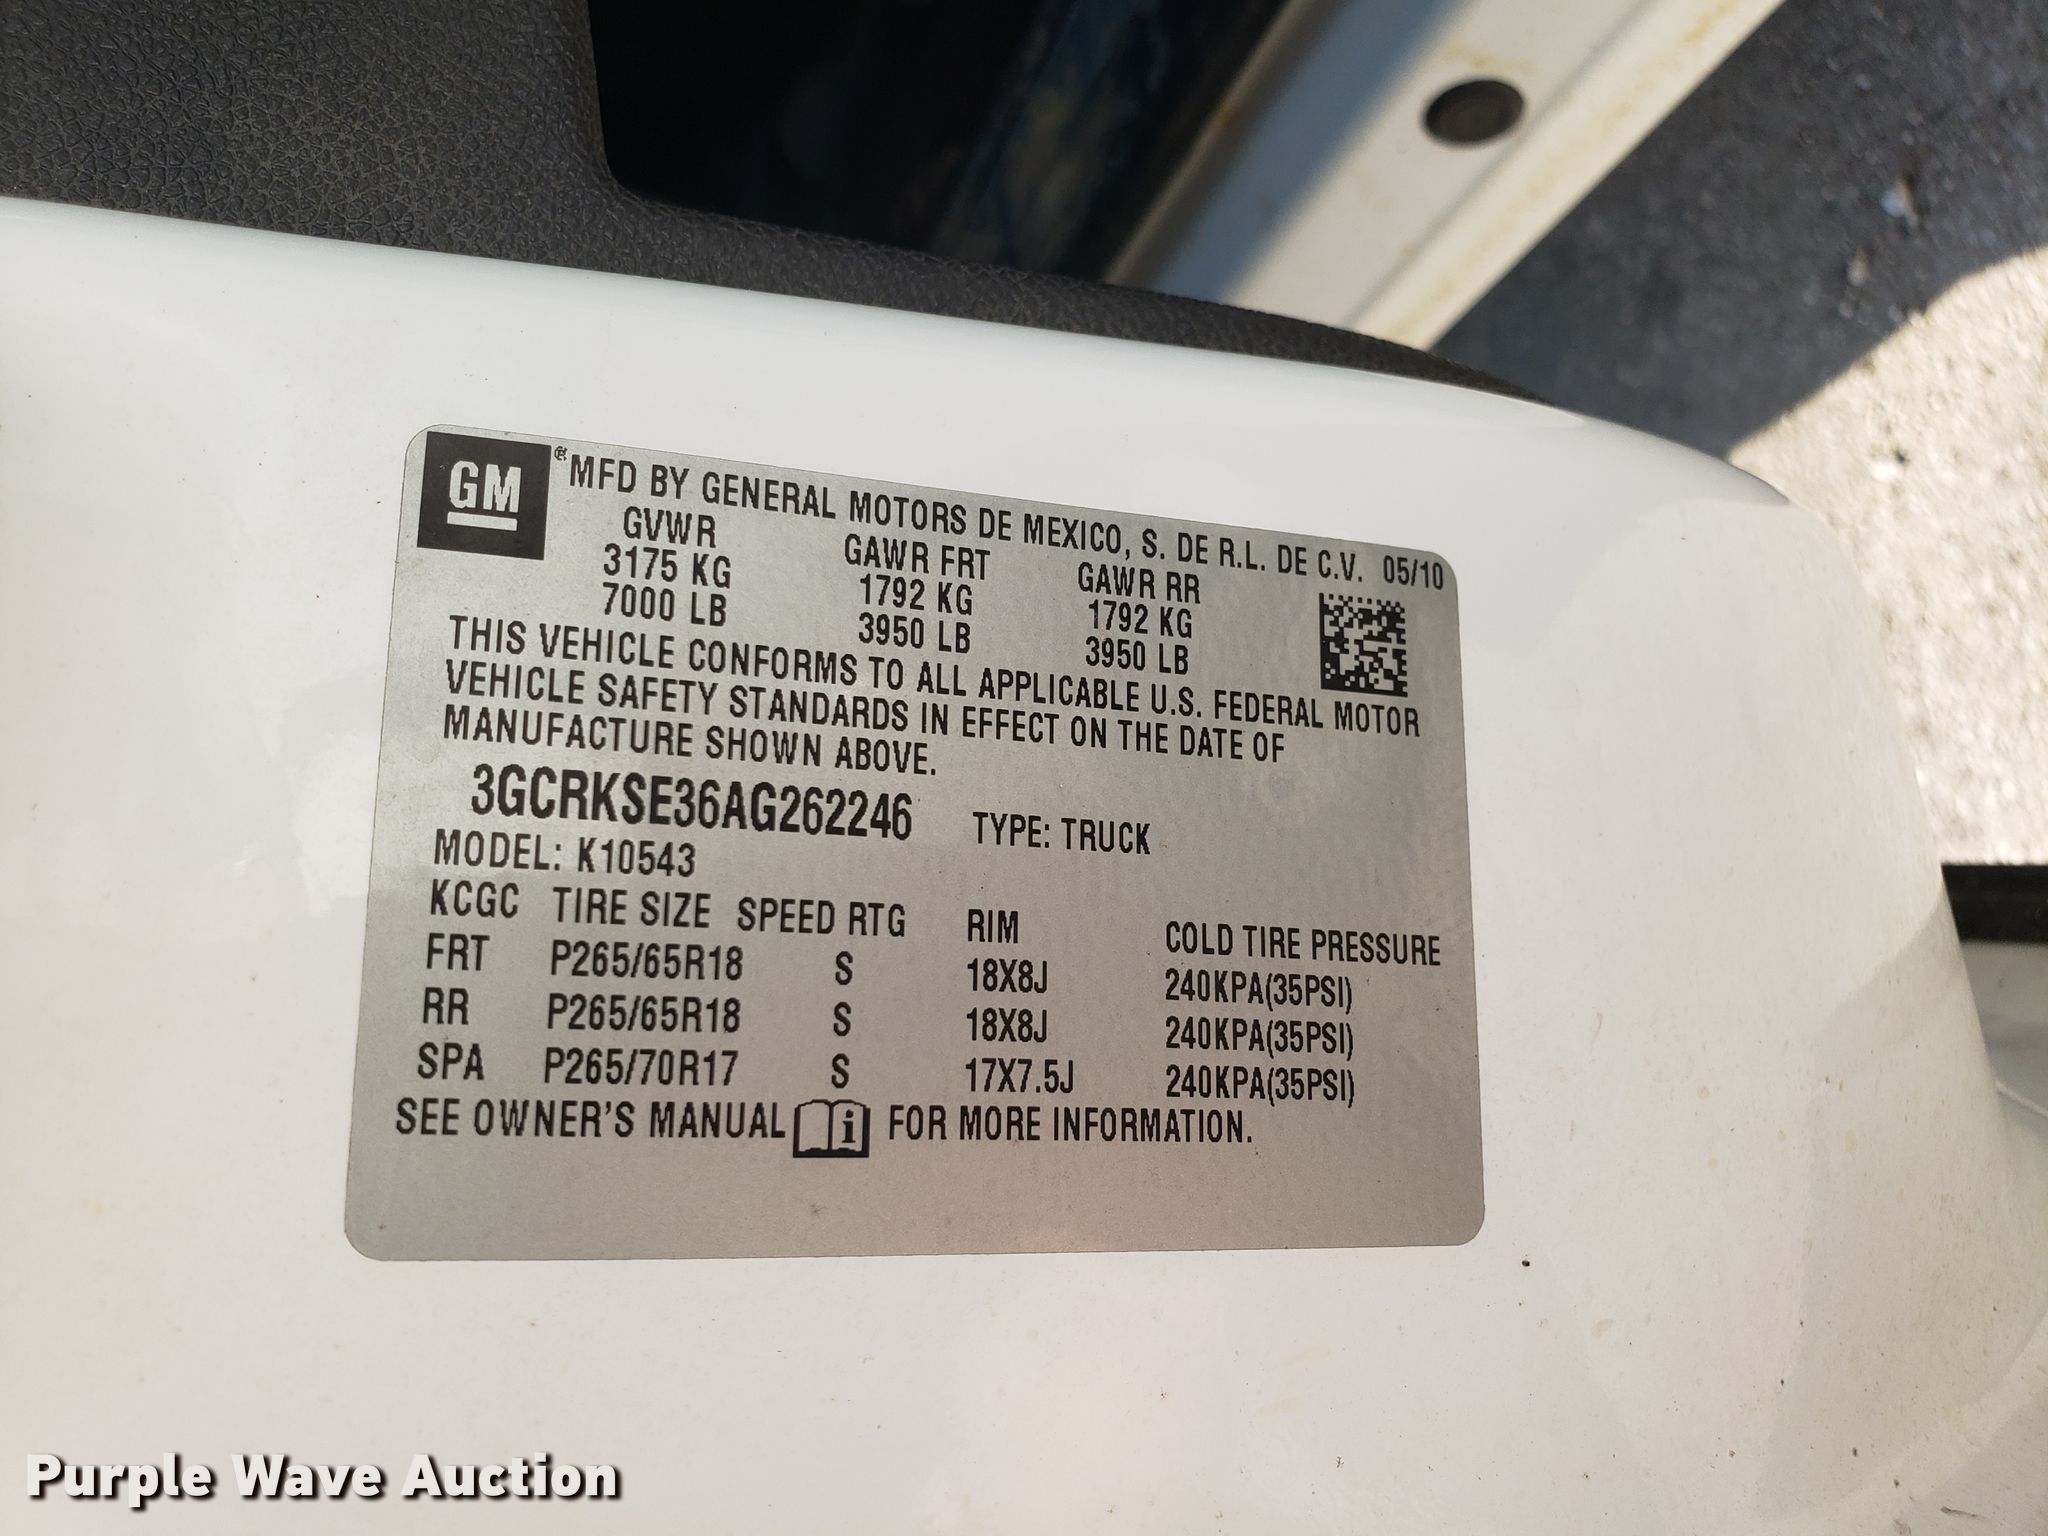 GM ® MFD BY GENERAL MOTORS DE MEXICO, S. DE R.L. DE C.V. 05/10
GVWR GAWR FRT GAWR RR
3175 KG 1792 KG 1792 KG
7000 LB 3950 LB 3950 LB
THIS VEHICLE CONFORMS TO ALL APPLICABLE U.S. FEDERAL MOTOR
VEHICLE SAFETY STANDARDS IN EFFECT ON THE DATE OF
MANUFACTURE SHOWN ABOVE.
3GCRKSE36AG262246 TYPE: TRUCK
MODEL: K10543
KCGC TIRE SIZE SPEED RTG RIM COLD TIRE PRESSURE
FRT P265/65R18 S 18X8J 240KPA(35PSI)
RR P265/65R18 S 18X8J 240KPA(35PSI)
SPA P265/70R17 S 17X7.5J 240KPA(35PSI)
SEE OWNER'S MANUAL i FOR MORE INFORMATION.
Purple Wave Auction